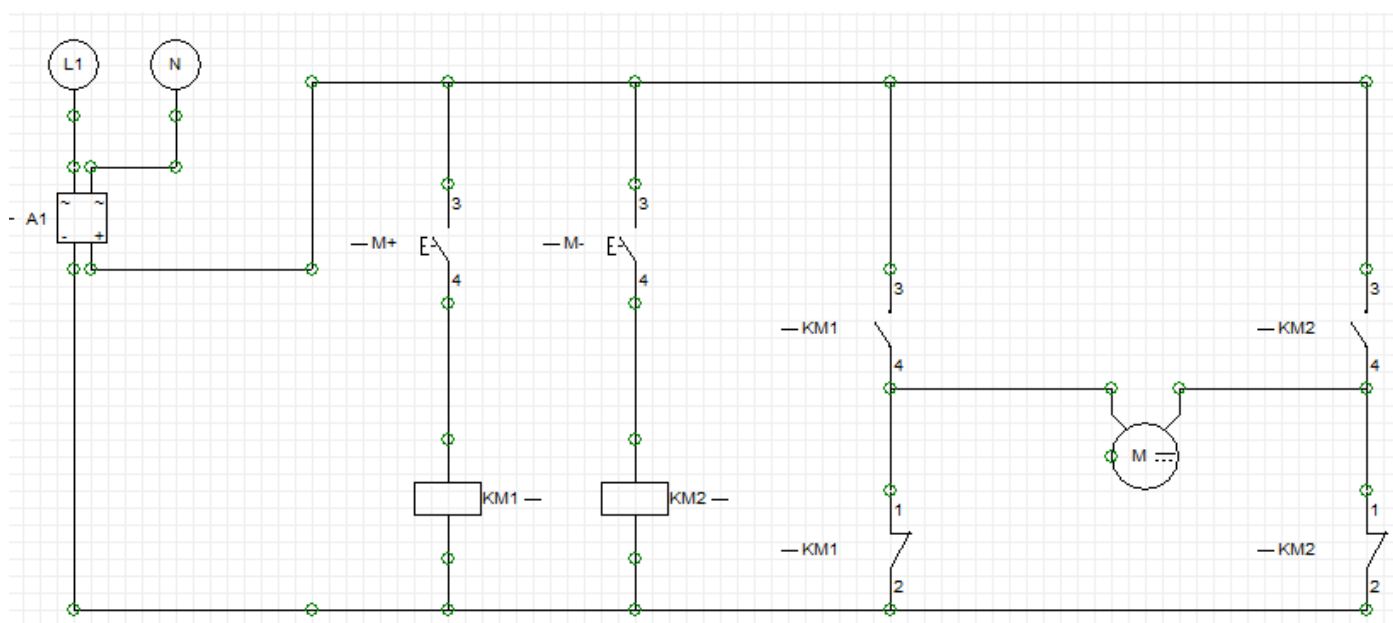 L1 N
~ ~
— A1
- +
3 3
— M+ — M-
4 4
3 3
— KM1 — KM2
4 4
M
KM1 — KM2 —
1 1
— KM1 — KM2
2 2